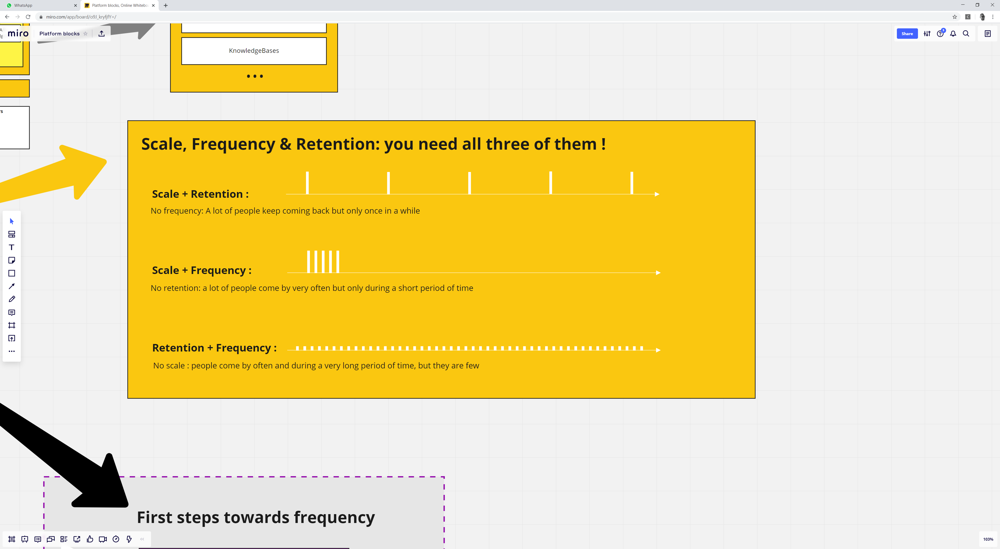 WhatsApp
Platform blocks, Online Whitebo
miro.com/app/board/o9J_kryfjfY=/
miro
Platform blocks
Share
3
KnowledgeBases
•••
Scale, Frequency & Retention: you need all three of them !
Scale + Retention :
No frequency: A lot of people keep coming back but only once in a while
Scale + Frequency :
No retention: a lot of people come by very often but only during a short period of time
Retention + Frequency :
No scale : people come by often and during a very long period of time, but they are few
First steps towards frequency
103%